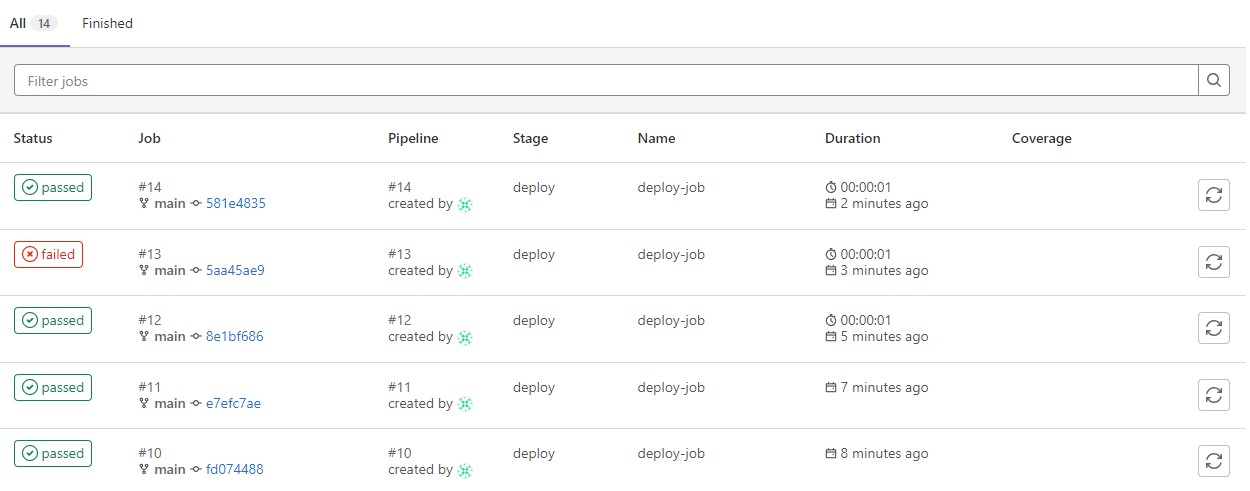 All 14 Finished
Filter jobs
Status Job Pipeline Stage Name Duration Coverage
passed #14 #14 deploy deploy-job 00:00:01
main 581e4835 created by 2 minutes ago
failed #13 #13 deploy deploy-job 00:00:01
main 5aa45ae9 created by 3 minutes ago
passed #12 #12 deploy deploy-job 00:00:01
main 8e1bf686 created by 5 minutes ago
passed #11 #11 deploy deploy-job 7 minutes ago
main e7efc7ae created by
passed #10 #10 deploy deploy-job 8 minutes ago
main fd074488 created by